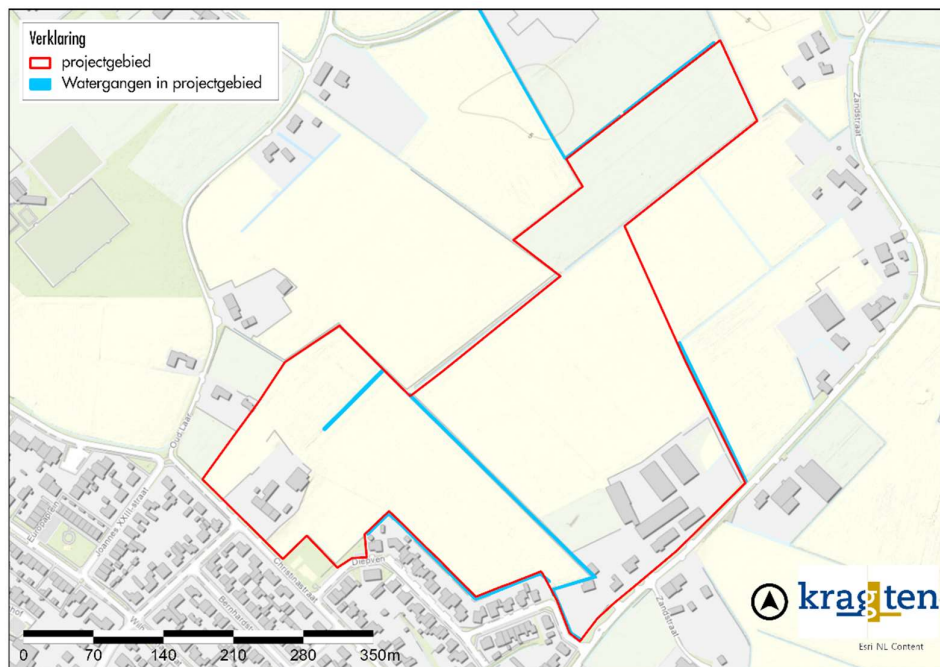 Verklaring
projectgebied
Watergangen in projectgebied
Zandstraat
Oud Laar
Joannes XXIII-straat
Christinastraat
Diepven
Zandstraat
0 70 140 210 280 350m
kragten
Esri NL Content